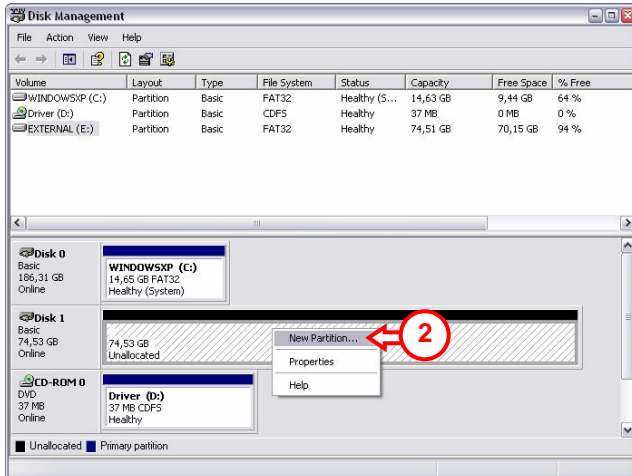 Disk Management
File Action View Help
Volume Layout Type File System Status Capacity Free Space % Free
WINDOWSXP (C:) Partition Basic FAT32 Healthy (S... 14,63 GB 9,44 GB 64 %
Driver (D:) Partition Basic CDFS Healthy 37 MB 0 MB 0 %
EXTERNAL (E:) Partition Basic FAT32 Healthy 74,51 GB 70,15 GB 94 %
Disk 0
Basic
186,31 GB
Online
WINDOWSXP (C:)
14,65 GB FAT32
Healthy (System)
Disk 1
Basic
74,53 GB
Online
74,53 GB
Unallocated
New Partition...
Properties
Help
2
CD-ROM 0
DVD
37 MB
Online
Driver (D:)
37 MB CDFS
Healthy
Unallocated Primary partition